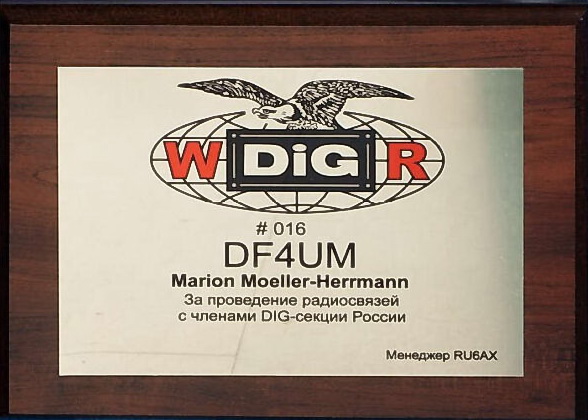 W DiG R
# 016
DF4UM
Marion Moeller-Herrmann
За проведение радиосвязей
с членами DIG-секции России
Менеджер RU6AX